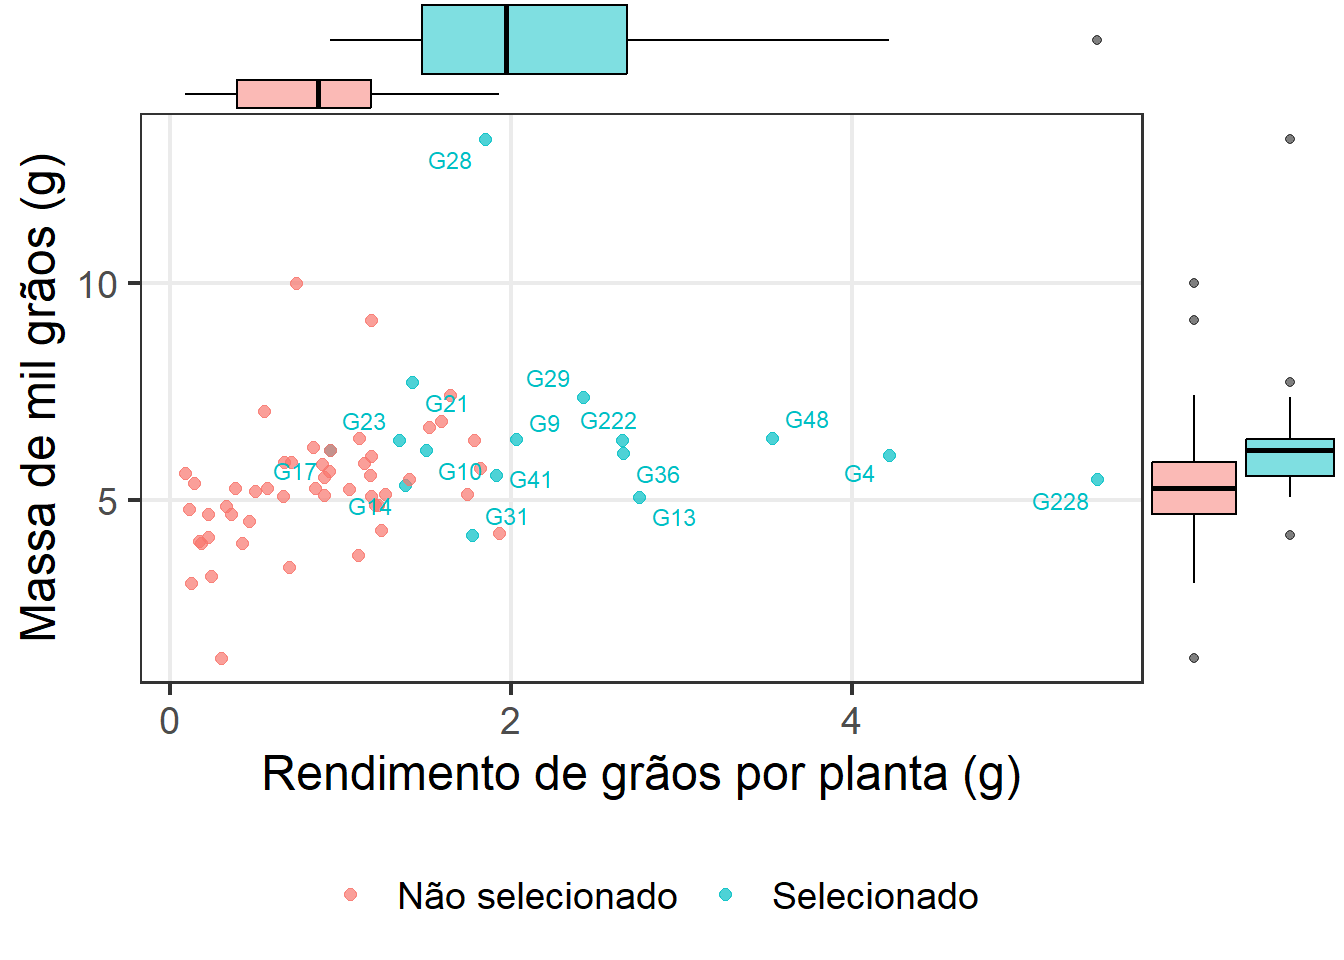 Massa de mil grãos (g)
10
5
G28
G29
G21
G23
G9
G222
G48
G17
G10
G41
G36
G4
G14
G31
G13
G228
0
2
4
Rendimento de grãos por planta (g)
Não selecionado
Selecionado